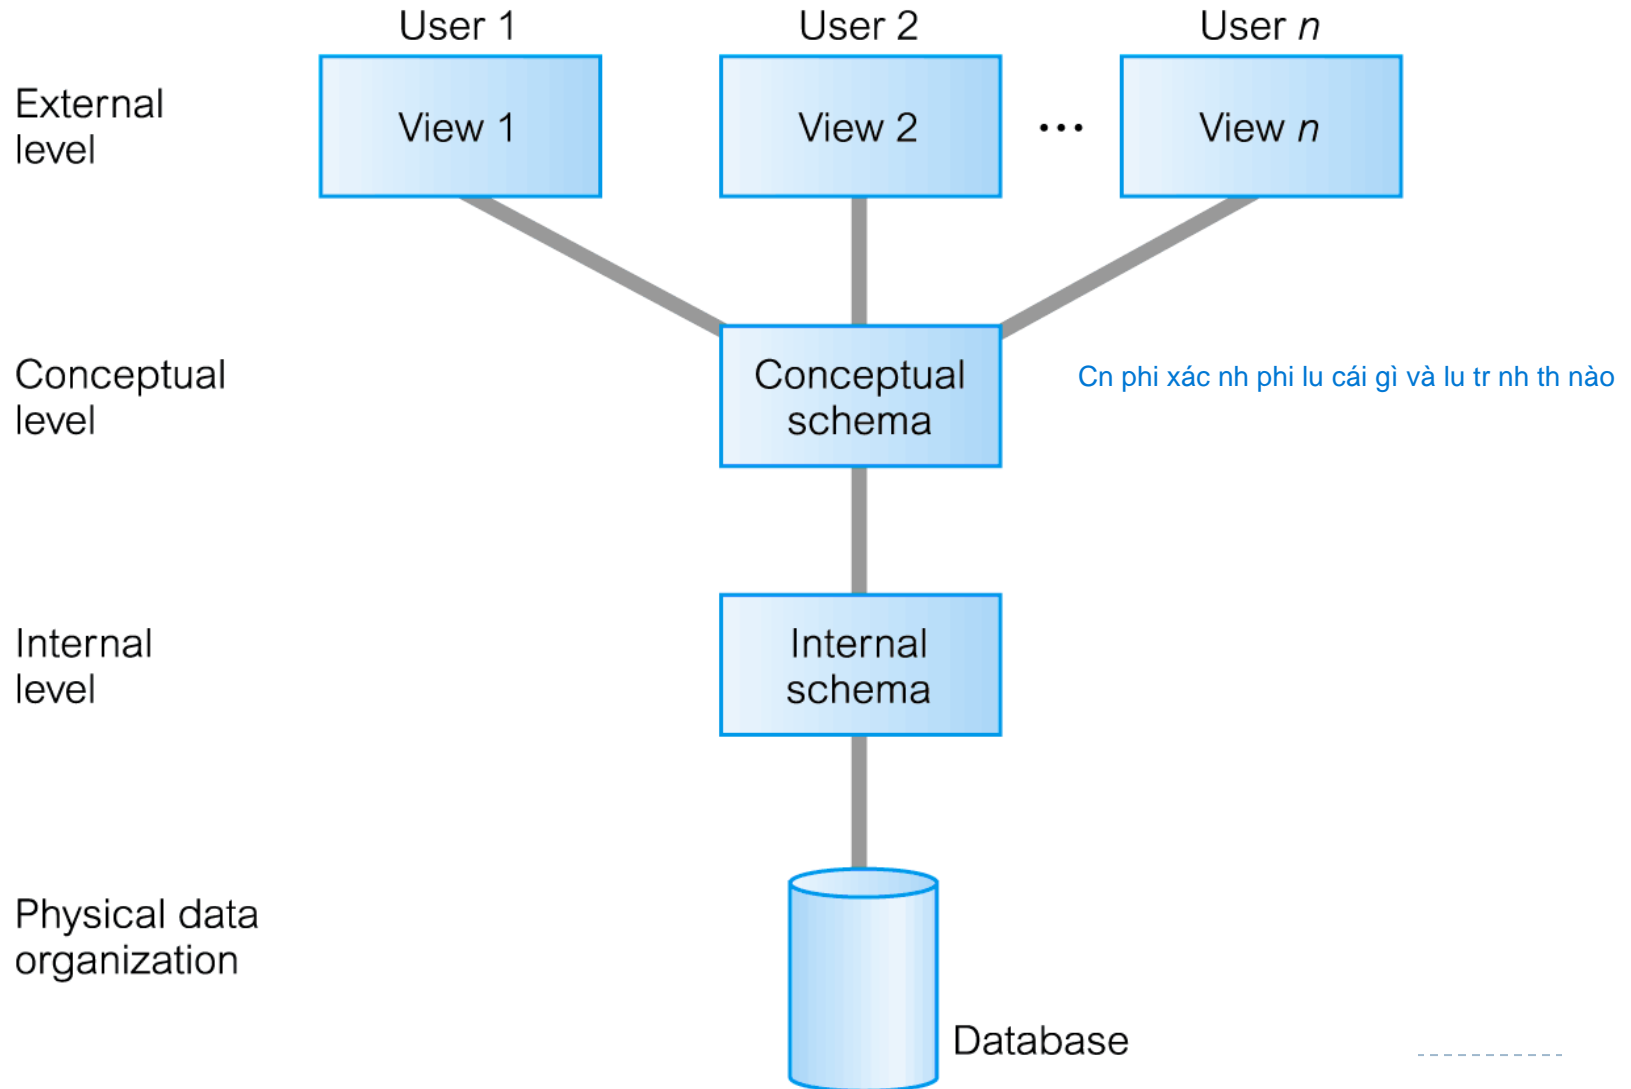 User 1
User 2
User n
External
level
View 1
View 2
...
View n
Conceptual
level
Conceptual
schema
Cn phi xác nh phi lu cái gì và lu tr nh th nào
Internal
level
Internal
schema
Physical data
organization
Database